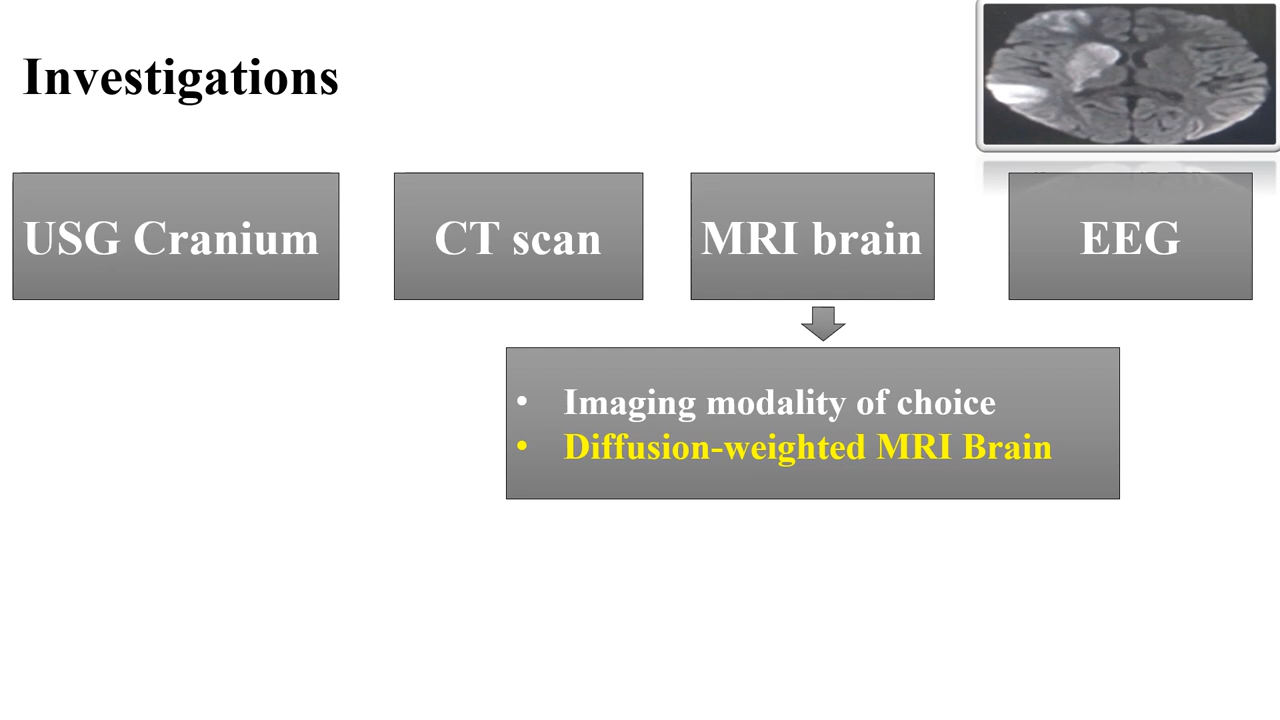 Investigations
USG Cranium
CT scan
MRI brain
EEG
• Imaging modality of choice
• Diffusion-weighted MRI Brain